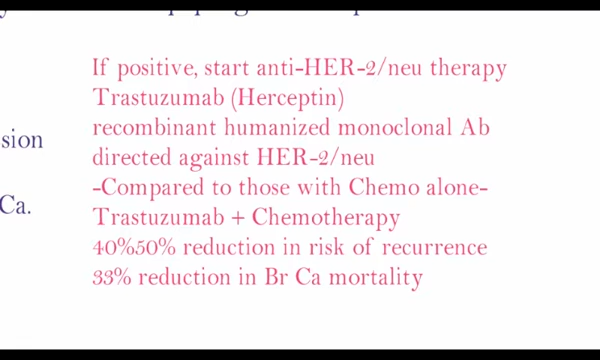 If positive, start anti-HER-2/neu therapy
Trastuzumab (Herceptin)
recombinant humanized monoclonal Ab
sion
directed against HER-2/neu
-Compared to those with Chemo alone-
Ca.
Trastuzumab + Chemotherapy
40%50% reduction in risk of recurrence
33% reduction in Br Ca mortality